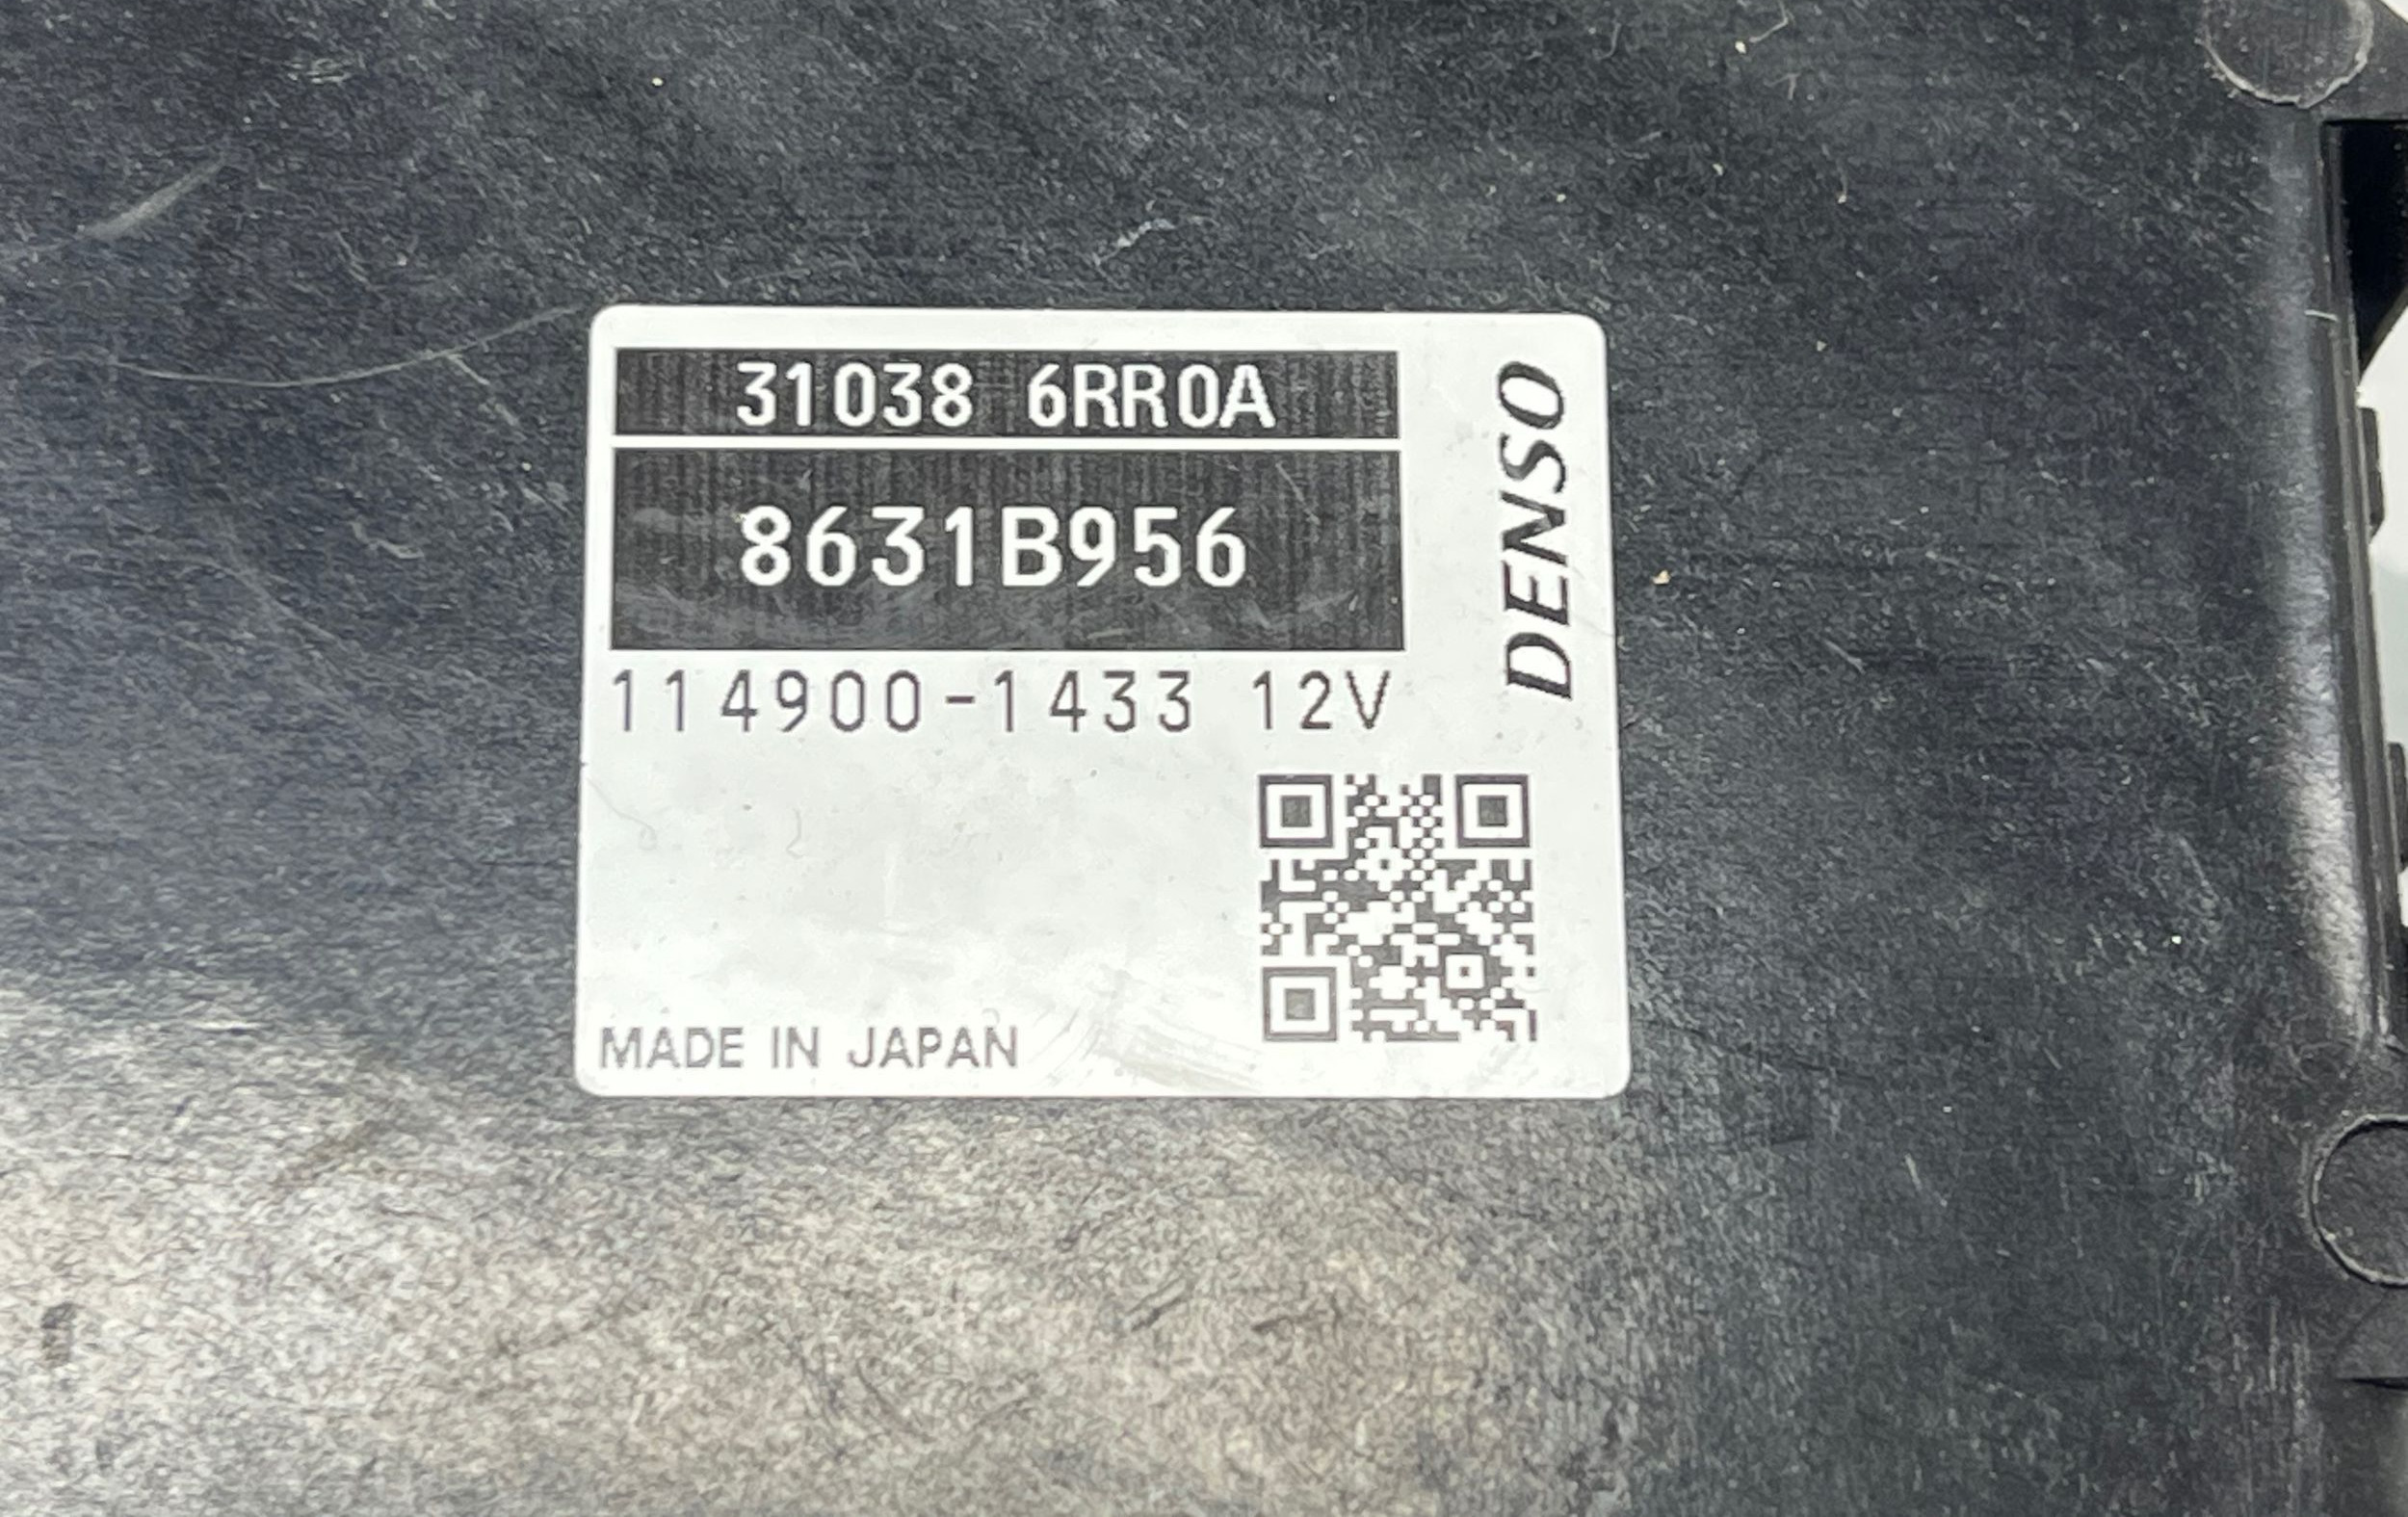 31038 6RR0A
8631B956
114900-1433 12V
DENSO
MADE IN JAPAN